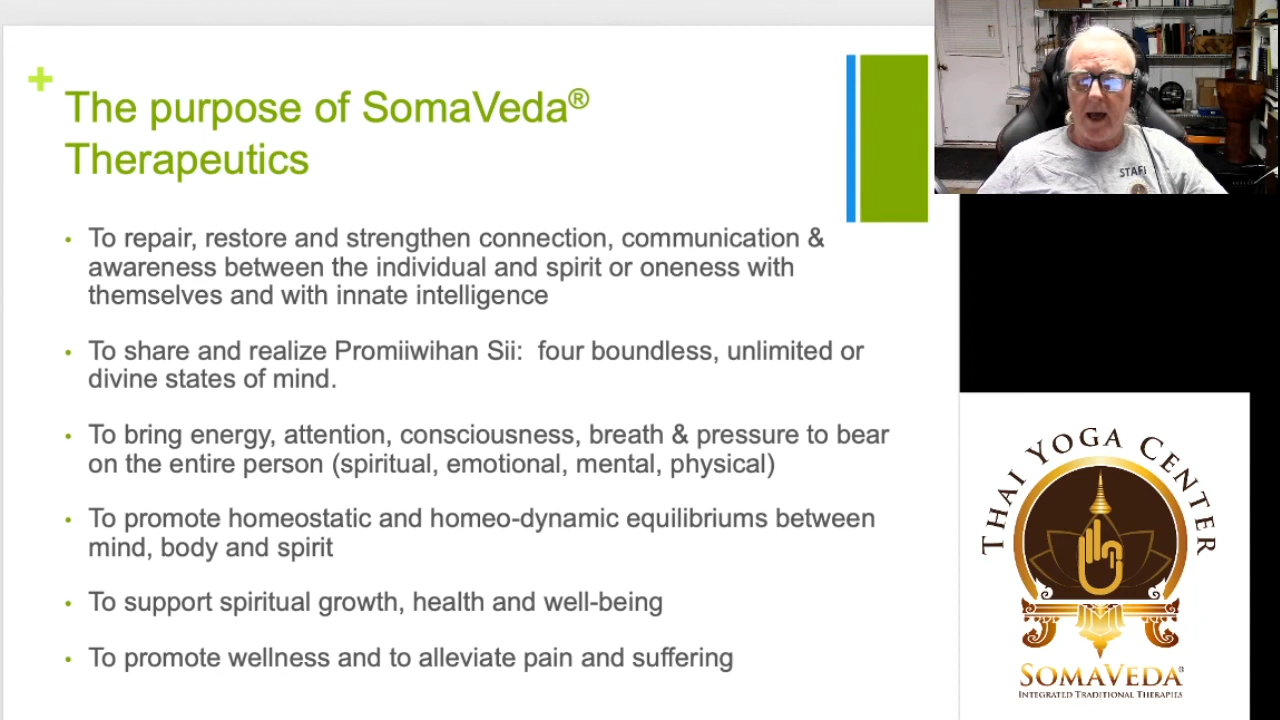 The purpose of SomaVeda®
Therapeutics
• To repair, restore and strengthen connection, communication &
awareness between the individual and spirit or oneness with
themselves and with innate intelligence
• To share and realize Promiiwihan Sii:  four boundless, unlimited or
divine states of mind.
• To bring energy, attention, consciousness, breath & pressure to bear
on the entire person (spiritual, emotional, mental, physical)
• To promote homeostatic and homeo-dynamic equilibriums between
mind, body and spirit
• To support spiritual growth, health and well-being
• To promote wellness and to alleviate pain and suffering
STAFF
THAI YOGA CENTER
SOMAVEDA®
INTEGRATED TRADITIONAL THERAPIES